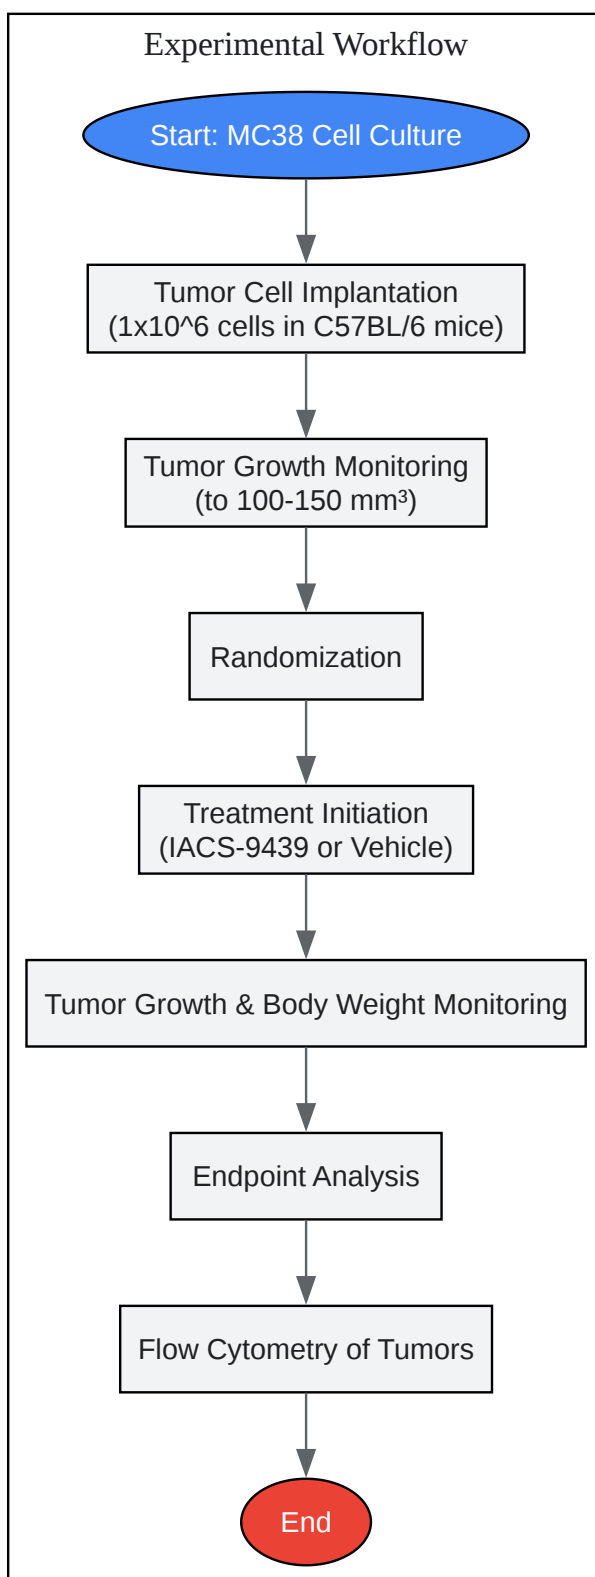 Experimental Workflow
Start: MC38 Cell Culture
Tumor Cell Implantation
(1x10^6 cells in C57BL/6 mice)
Tumor Growth Monitoring
(to 100-150 mm³)
Randomization
Treatment Initiation
(IACS-9439 or Vehicle)
Tumor Growth & Body Weight Monitoring
Endpoint Analysis
Flow Cytometry of Tumors
End